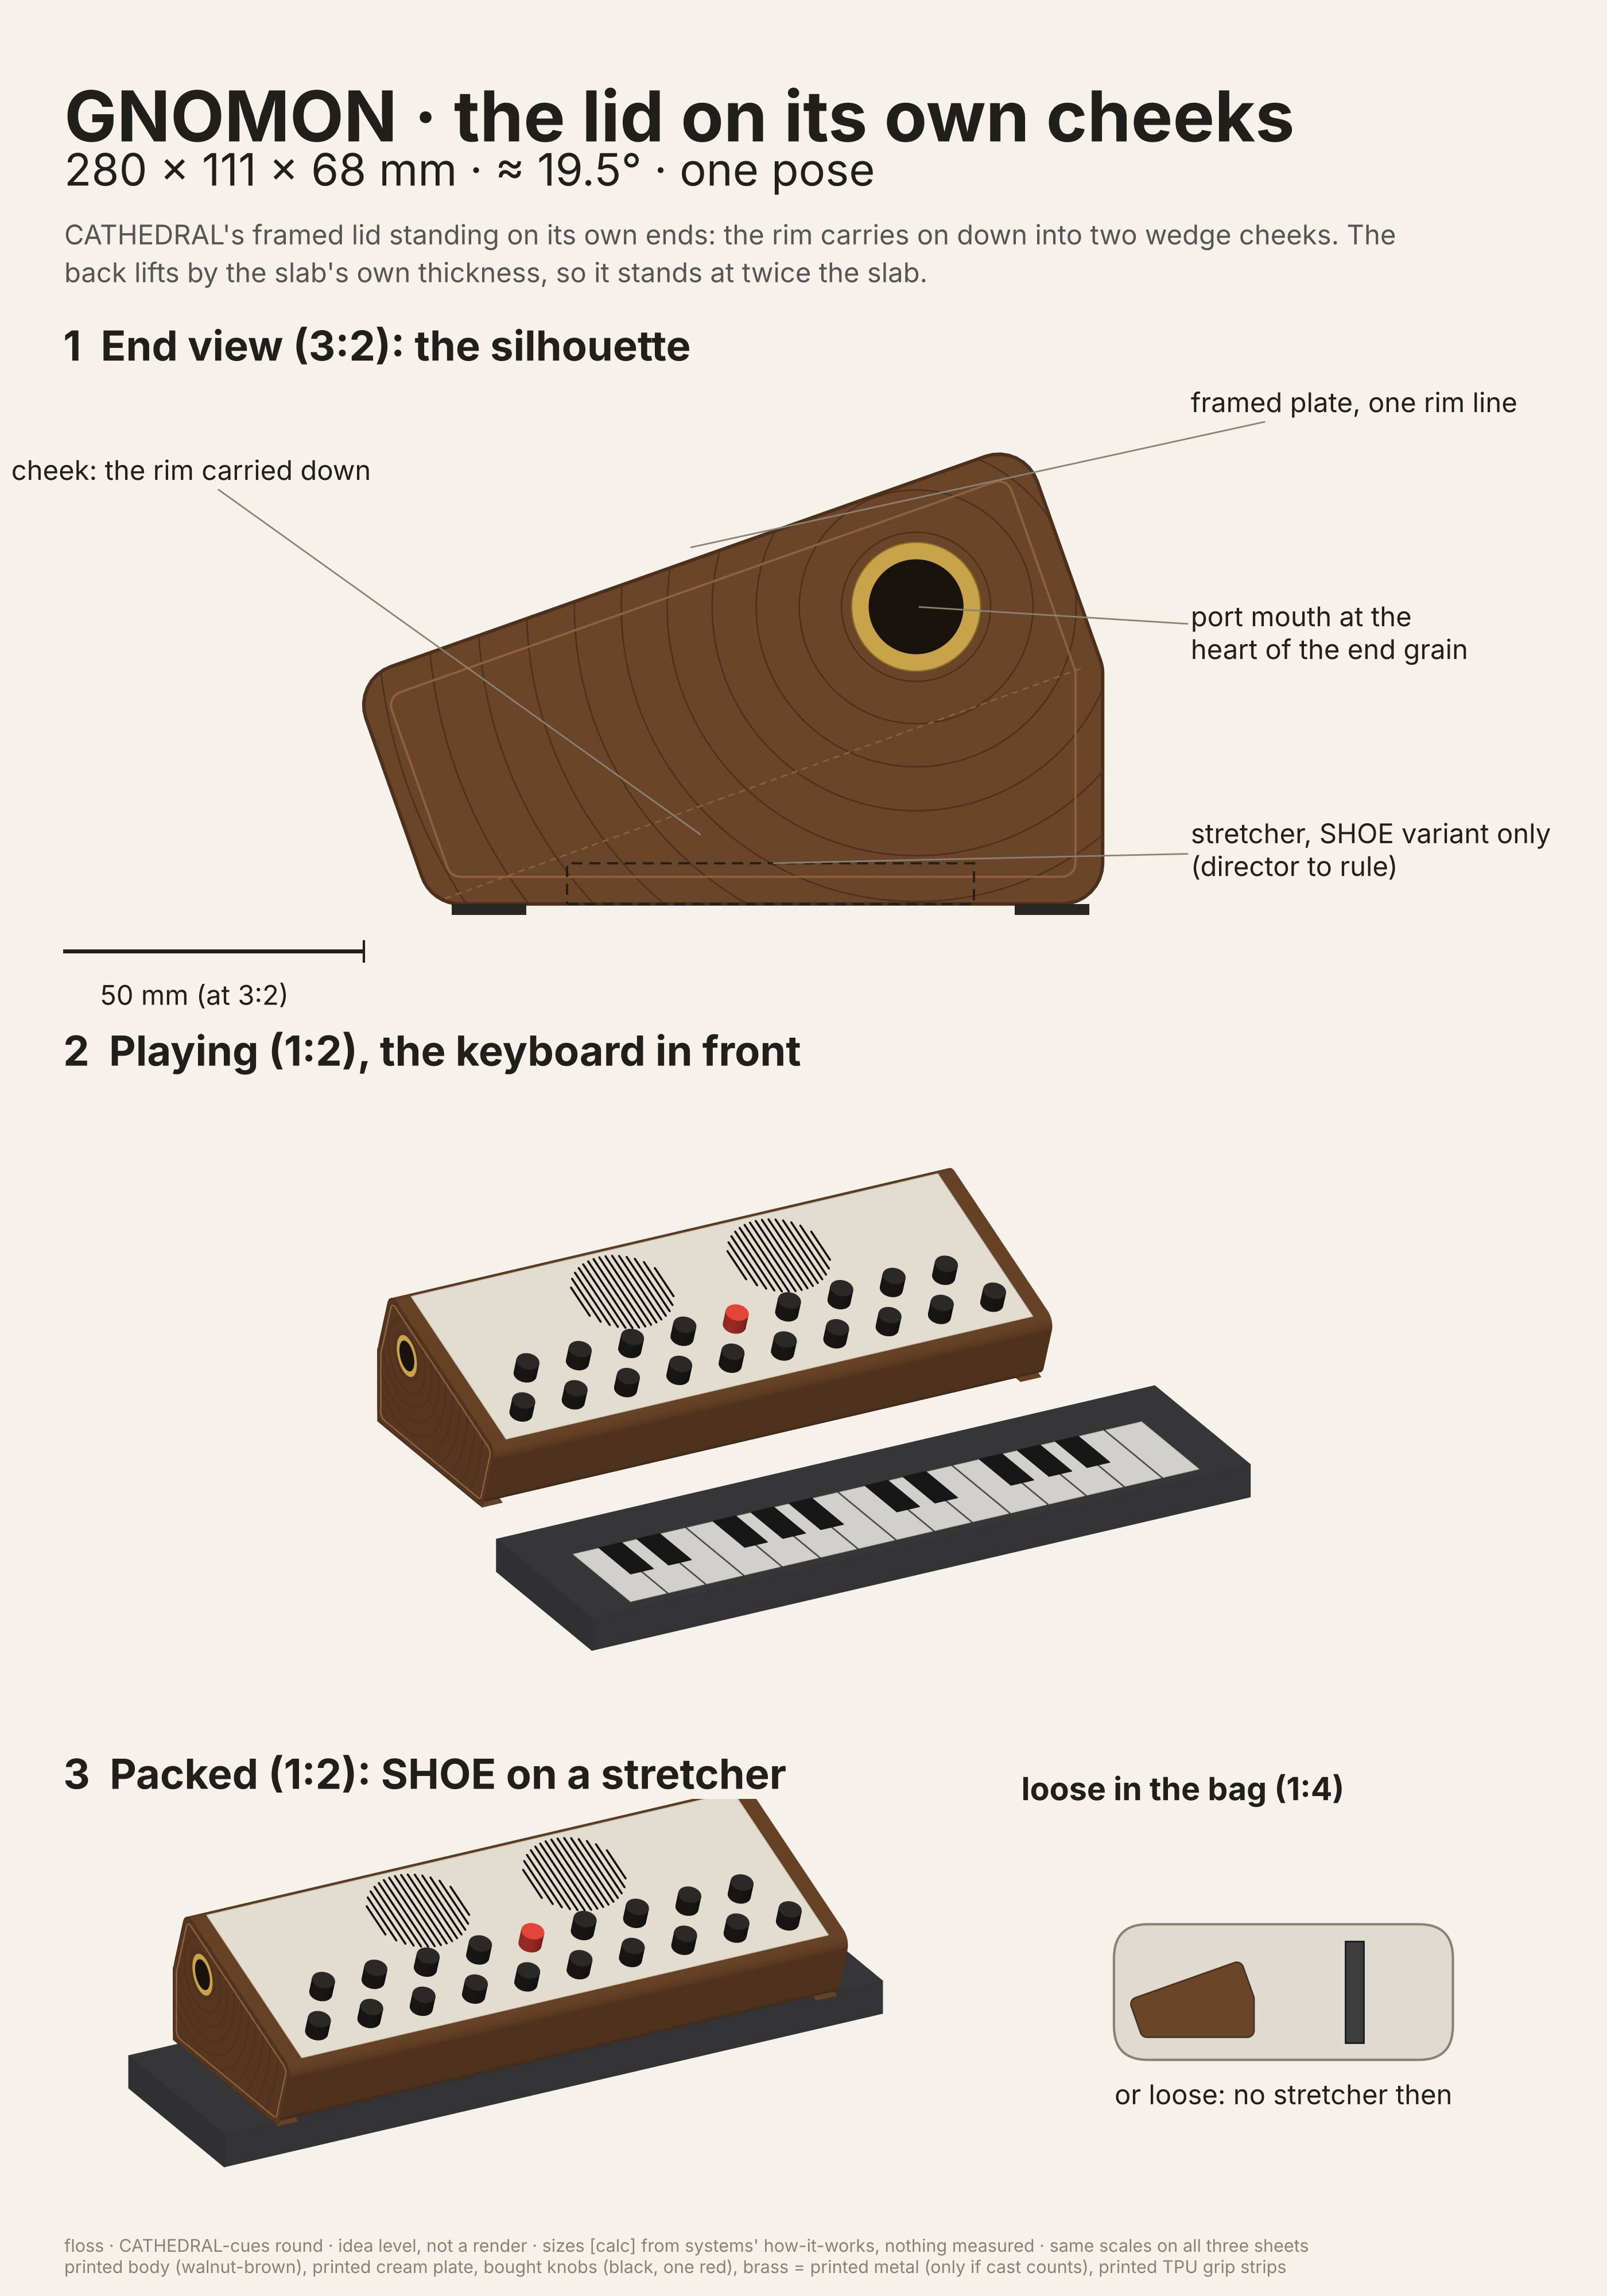 GNOMON · the lid on its own cheeks
280 × 111 × 68 mm · ≈ 19.5° · one pose
CATHEDRAL's framed lid standing on its own ends: the rim carries on down into two wedge cheeks. The
back lifts by the slab's own thickness, so it stands at twice the slab.
1 End view (3:2): the silhouette
framed plate, one rim line
cheek: the rim carried down
port mouth at the
heart of the end grain
stretcher, SHOE variant only
(director to rule)
50 mm (at 3:2)
2 Playing (1:2), the keyboard in front
3 Packed (1:2): SHOE on a stretcher
loose in the bag (1:4)
or loose: no stretcher then
floss · CATHEDRAL-cues round · idea level, not a render · sizes [calc] from systems' how-it-works, nothing measured · same scales on all three sheets
printed body (walnut-brown), printed cream plate, bought knobs (black, one red), brass = printed metal (only if cast counts), printed TPU grip strips